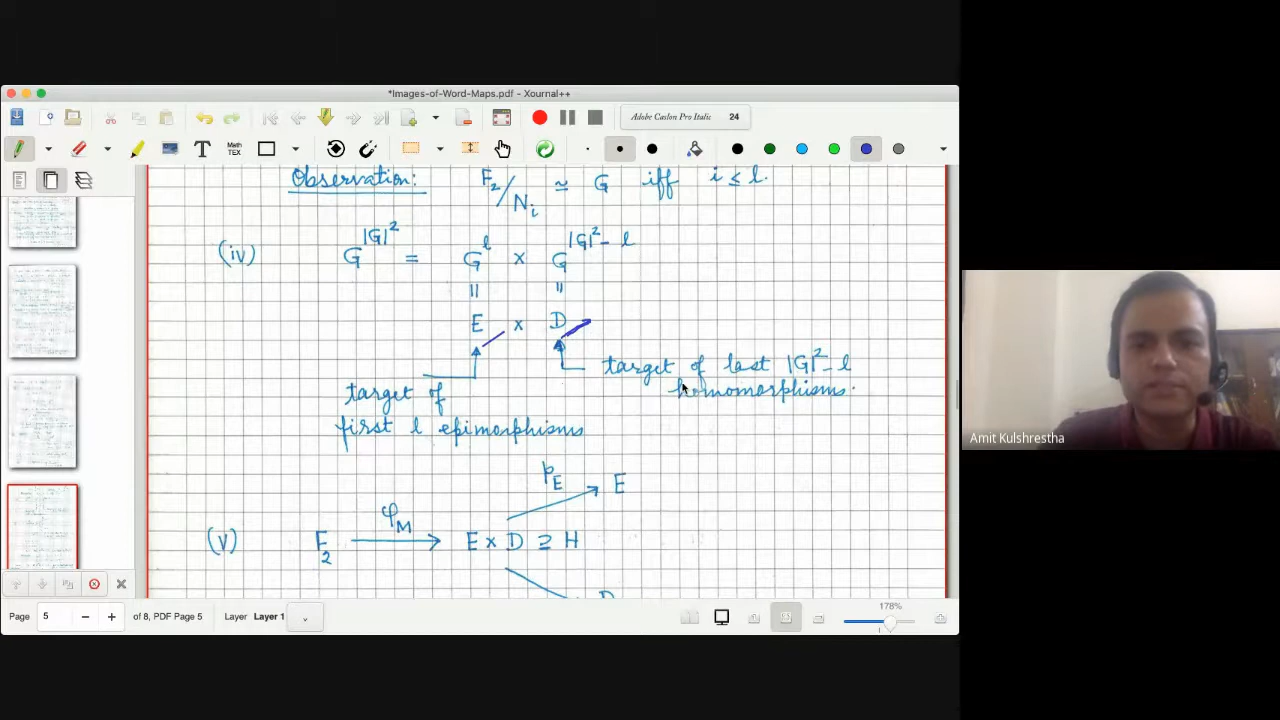 *Images-of-Word-Maps.pdf - Xournal++
Adobe Caslon Pro Italic 24
Math TEX
Observation: F₂/Nᵢ ≃ G iff i ≤ l.
(iv) G^|G|² = G^l × G^|G|²-l
E × D
target of last |G|²-l
homomorphisms.
target of
first l epimorphisms
p_E
E
φ_M
(v) F₂ → E × D ⊇ H
Page 5 of 8, PDF Page 5 Layer Layer 1
178%
Amit Kulshrestha